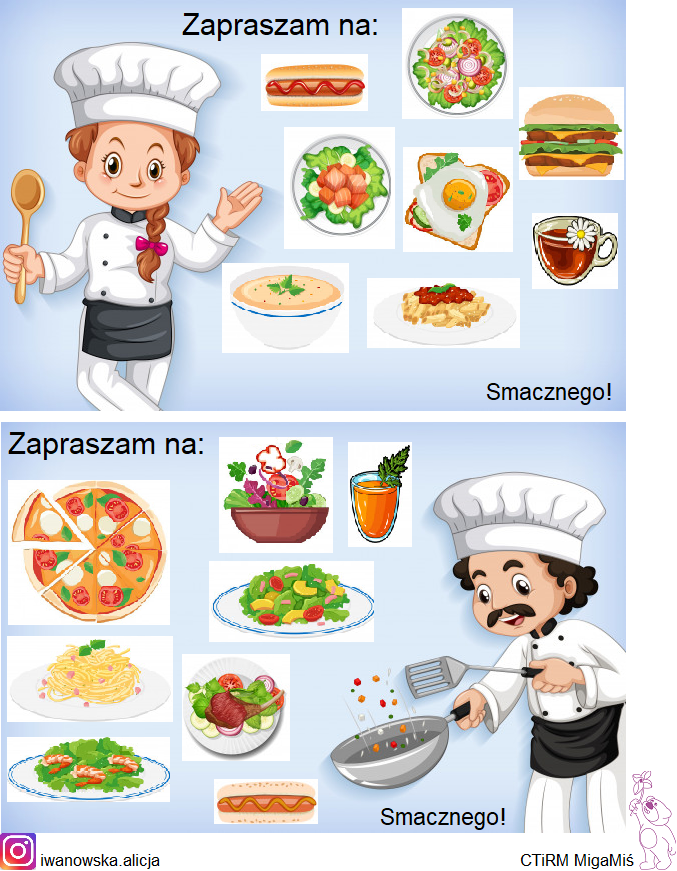 Zapraszam na:
Smacznego!
Zapraszam na:
Smacznego!
iwanowska.alicja
CTiRM MigaMiś